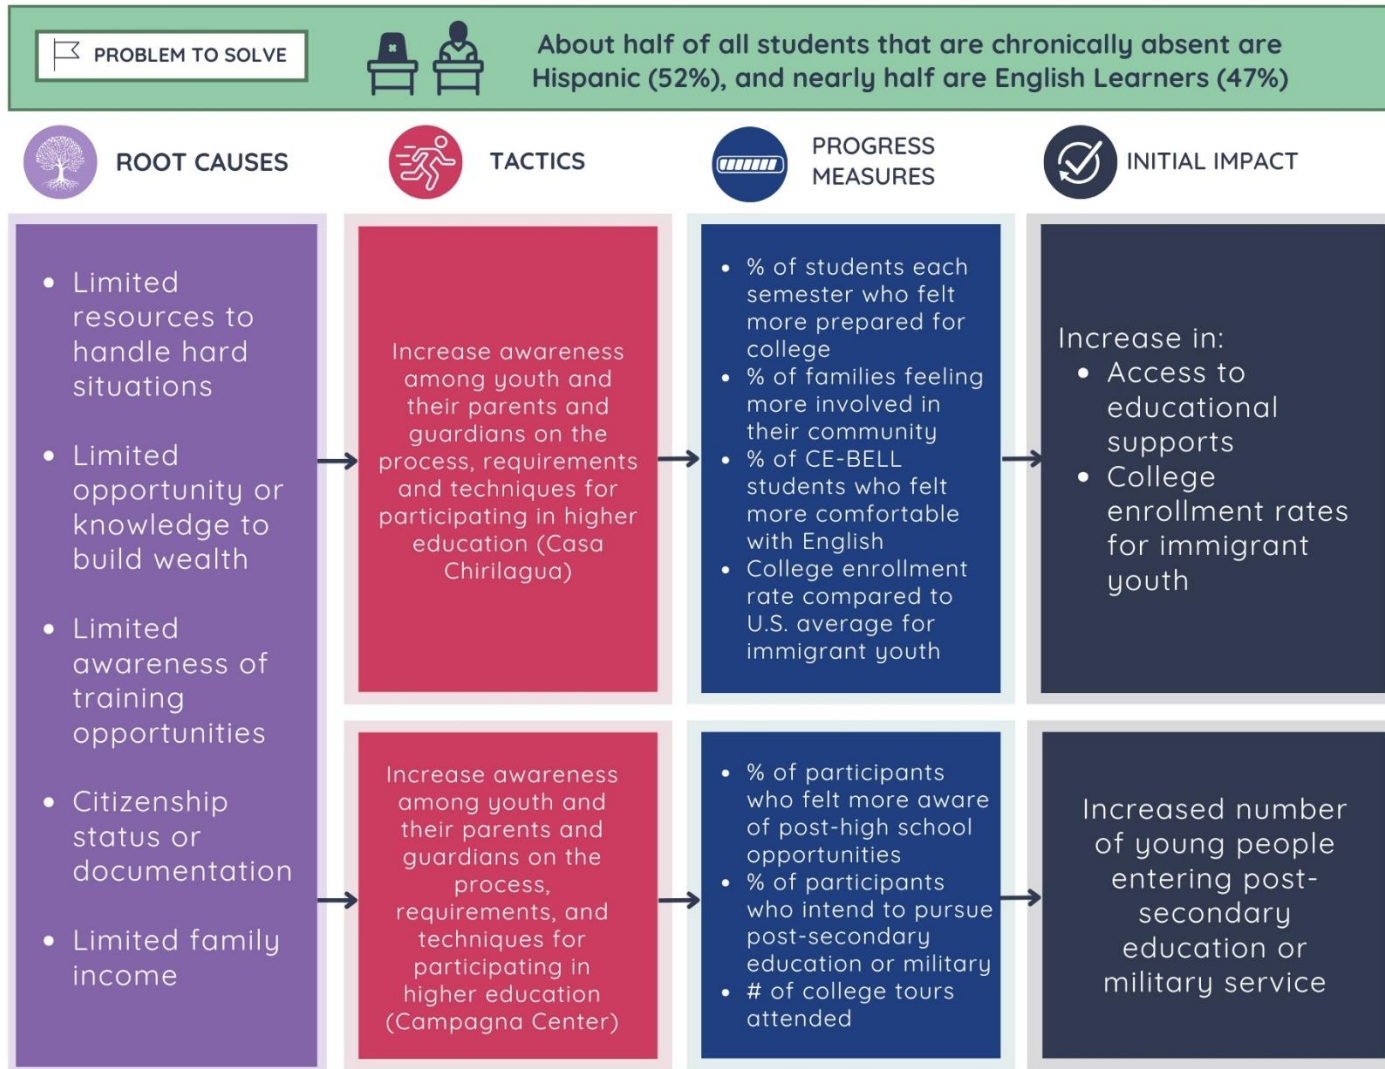 PROBLEM TO SOLVE
About half of all students that are chronically absent are
Hispanic (52%), and nearly half are English Learners (47%)
ROOT CAUSES
TACTICS
PROGRESS
MEASURES
INITIAL IMPACT
• Limited
resources to
handle hard
situations
• Limited
opportunity or
knowledge to
build wealth
• Limited
awareness of
training
opportunities
• Citizenship
status or
documentation
• Limited family
income
Increase awareness
among youth and
their parents and
guardians on the
process, requirements
and techniques for
participating in higher
education (Casa
Chirilagua)
• % of students each
semester who felt
more prepared for
college
• % of families feeling
more involved in
their community
• % of CE-BELL
students who felt
more comfortable
with English
• College enrollment
rate compared to
U.S. average for
immigrant youth
Increase in:
• Access to
educational
supports
• College
enrollment rates
for immigrant
youth
Increase awareness
among youth and
their parents and
guardians on the
process,
requirements, and
techniques for
participating in
higher education
(Campagna Center)
• % of participants
who felt more aware
of post-high school
opportunities
• % of participants
who intend to pursue
post-secondary
education or military
• # of college tours
attended
Increased number
of young people
entering post-
secondary
education or
military service